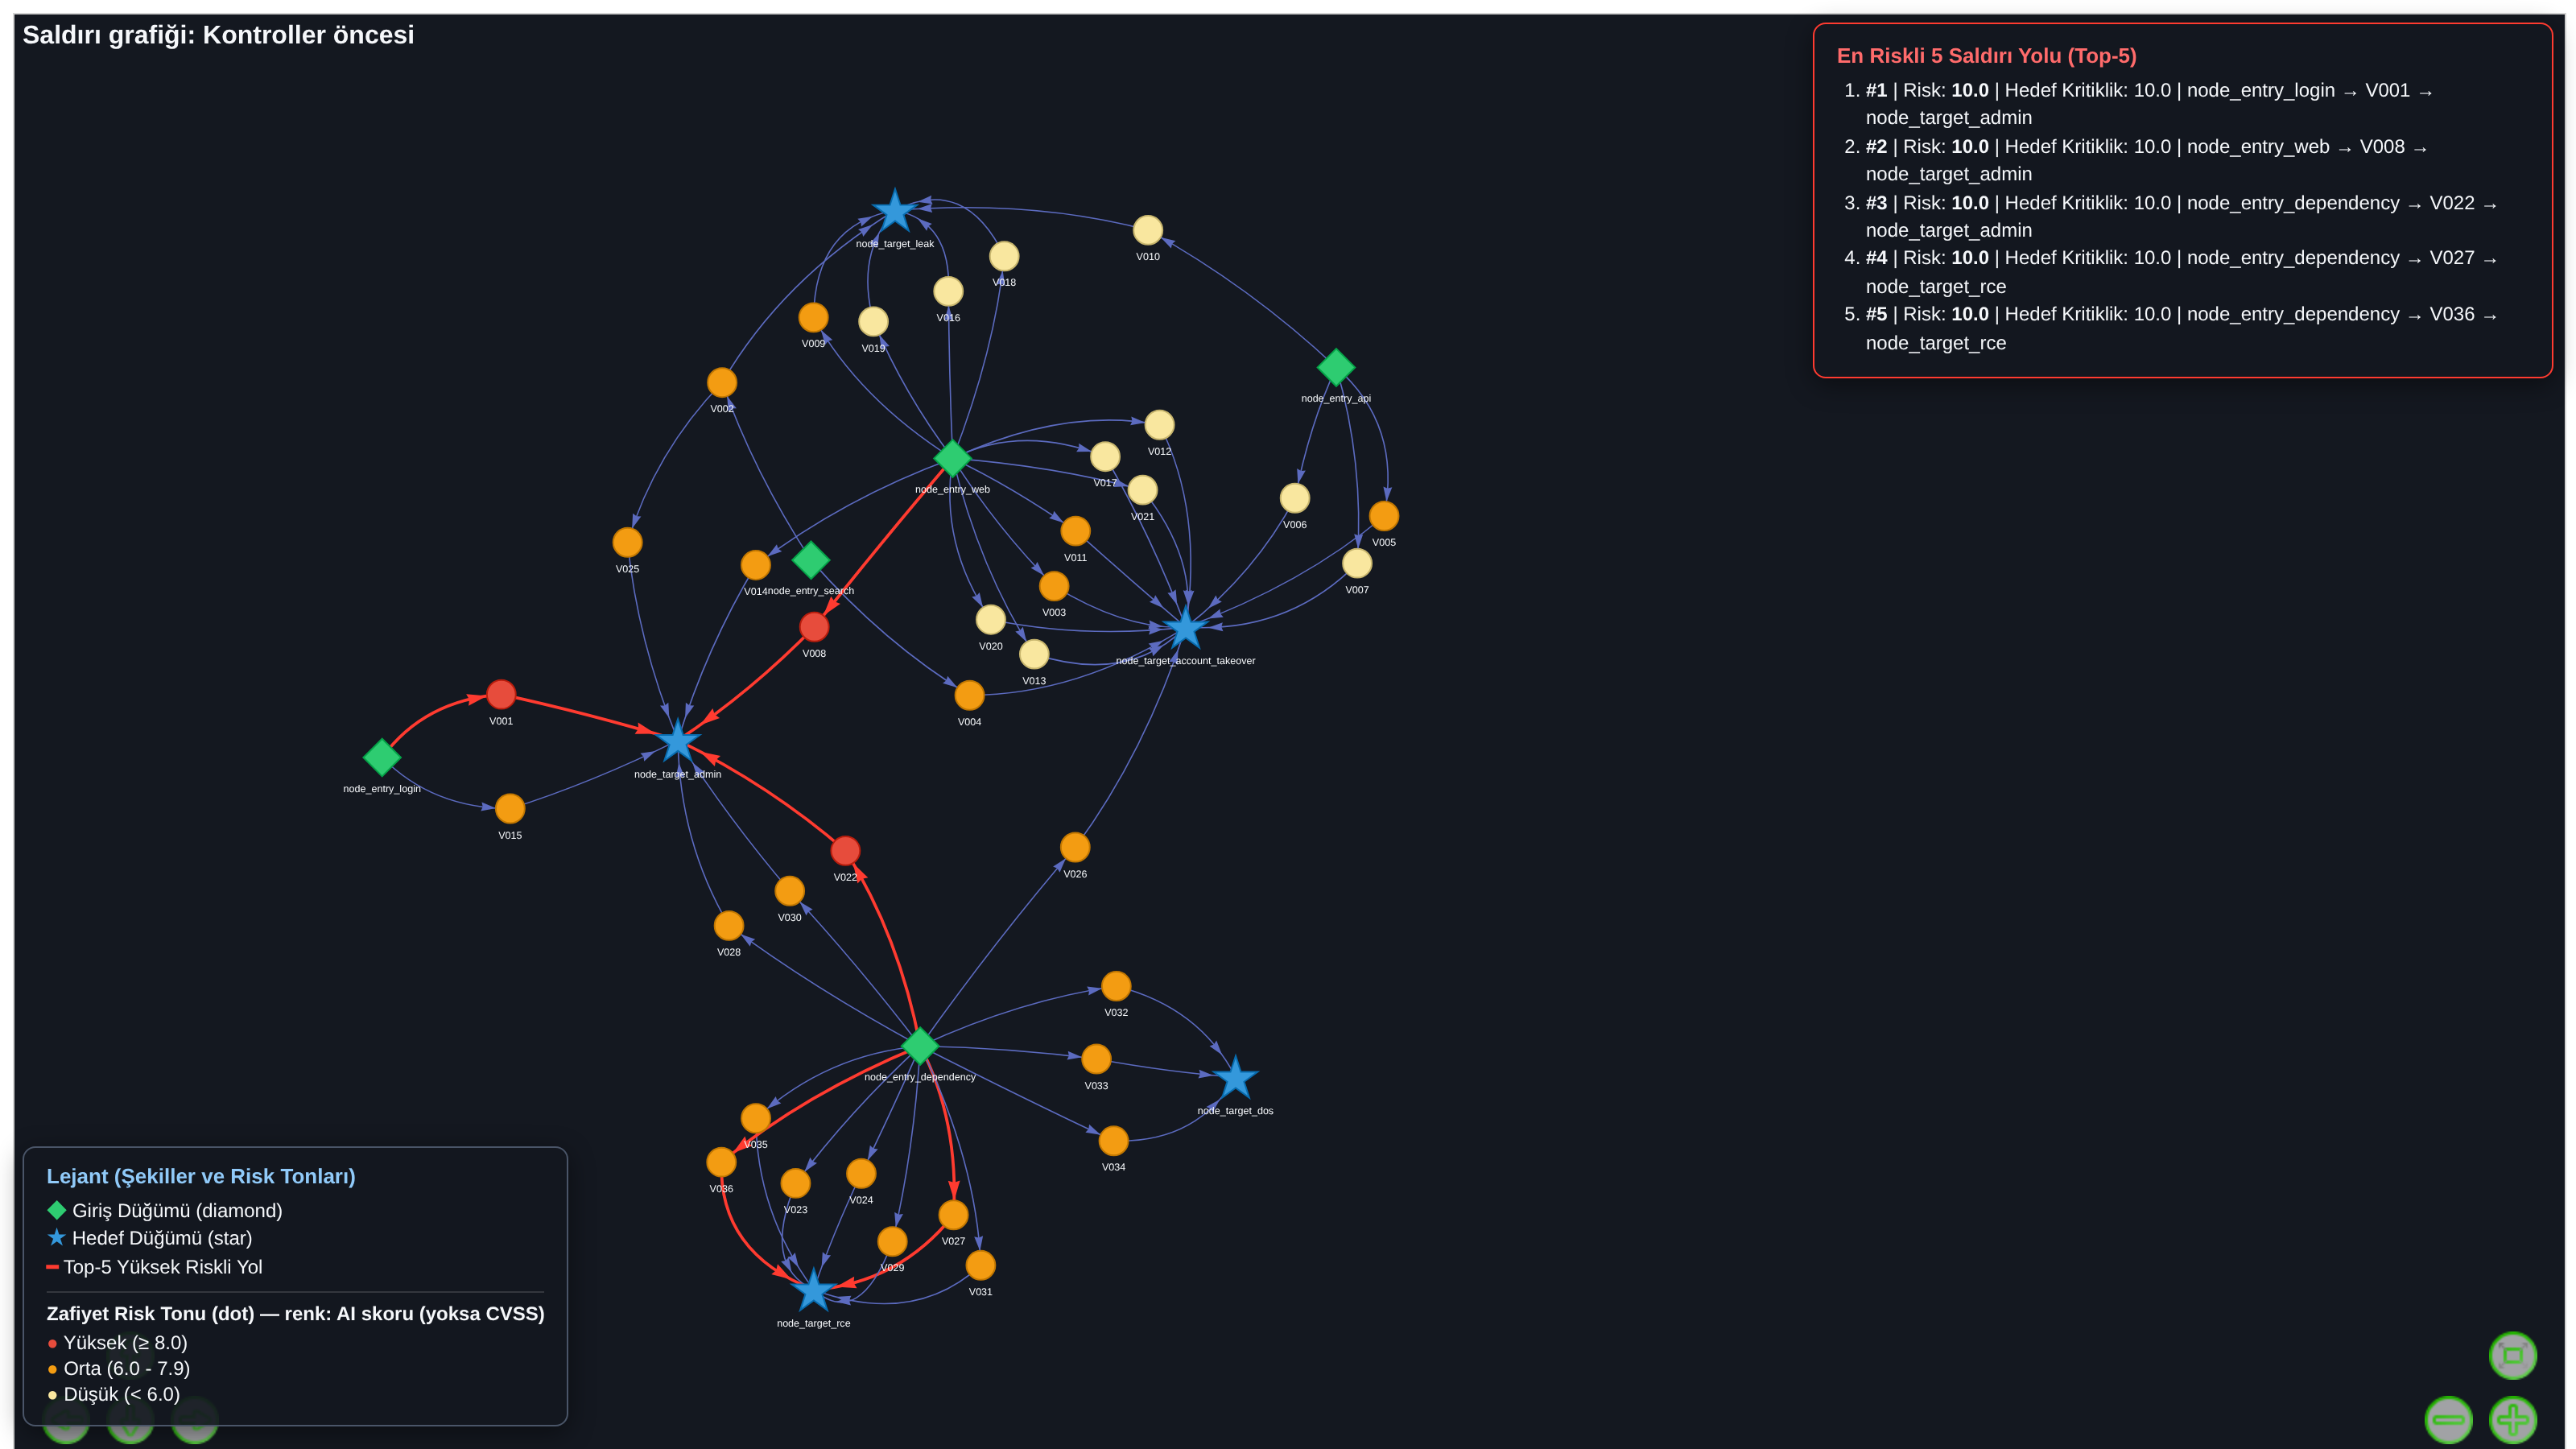 Saldırı grafiği: Kontroller öncesi
En Riskli 5 Saldırı Yolu (Top-5)
1. #1 | Risk: 10.0 | Hedef Kritiklik: 10.0 | node_entry_login → V001 →
node_target_admin
2. #2 | Risk: 10.0 | Hedef Kritiklik: 10.0 | node_entry_web → V008 →
node_target_admin
3. #3 | Risk: 10.0 | Hedef Kritiklik: 10.0 | node_entry_dependency → V022 →
node_target_admin
4. #4 | Risk: 10.0 | Hedef Kritiklik: 10.0 | node_entry_dependency → V027 →
node_target_rce
5. #5 | Risk: 10.0 | Hedef Kritiklik: 10.0 | node_entry_dependency → V036 →
node_target_rce
node_target_leak
V010
V018
V016
V009
V019
node_entry_api
V002
V012
V017
node_entry_web
V021
V006
V005
V011
V025
V014
node_entry_search
V007
V003
V020
V008
node_target_account_takeover
V013
V001
V004
node_target_admin
node_entry_login
V015
V022
V026
V030
V028
V032
node_entry_dependency
V033
node_target_dos
V035
V034
V036
V024
V023
V027
V029
V031
node_target_rce
Lejant (Şekiller ve Risk Tonları)
Giriş Düğümü (diamond)
Hedef Düğümü (star)
Top-5 Yüksek Riskli Yol
Zafiyet Risk Tonu (dot) — renk: AI skoru (yoksa CVSS)
Yüksek (≥ 8.0)
Orta (6.0 - 7.9)
Düşük (< 6.0)